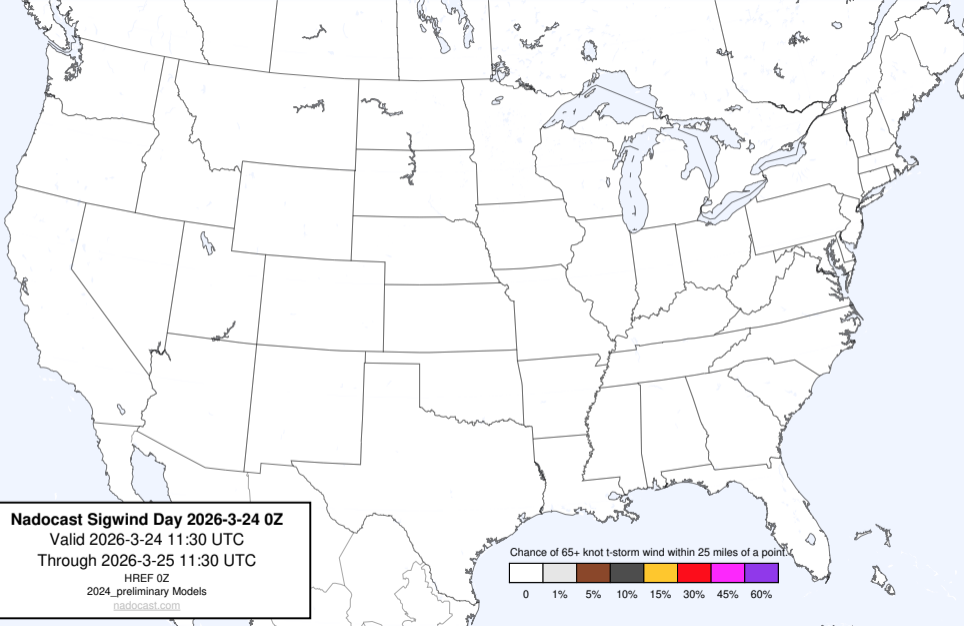 Nadocast Sigwind Day 2026-3-24 0Z
Valid 2026-3-24 11:30 UTC
Through 2026-3-25 11:30 UTC
HREF 0Z
2024_preliminary Models
nadocast.com
Chance of 65+ knot t-storm wind within 25 miles of a point.
0 1% 5% 10% 15% 30% 45% 60%